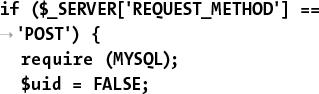 if ($_SERVER['REQUEST_METHOD'] ==
→ 'POST') {
require (MYSQL);
$uid = FALSE;